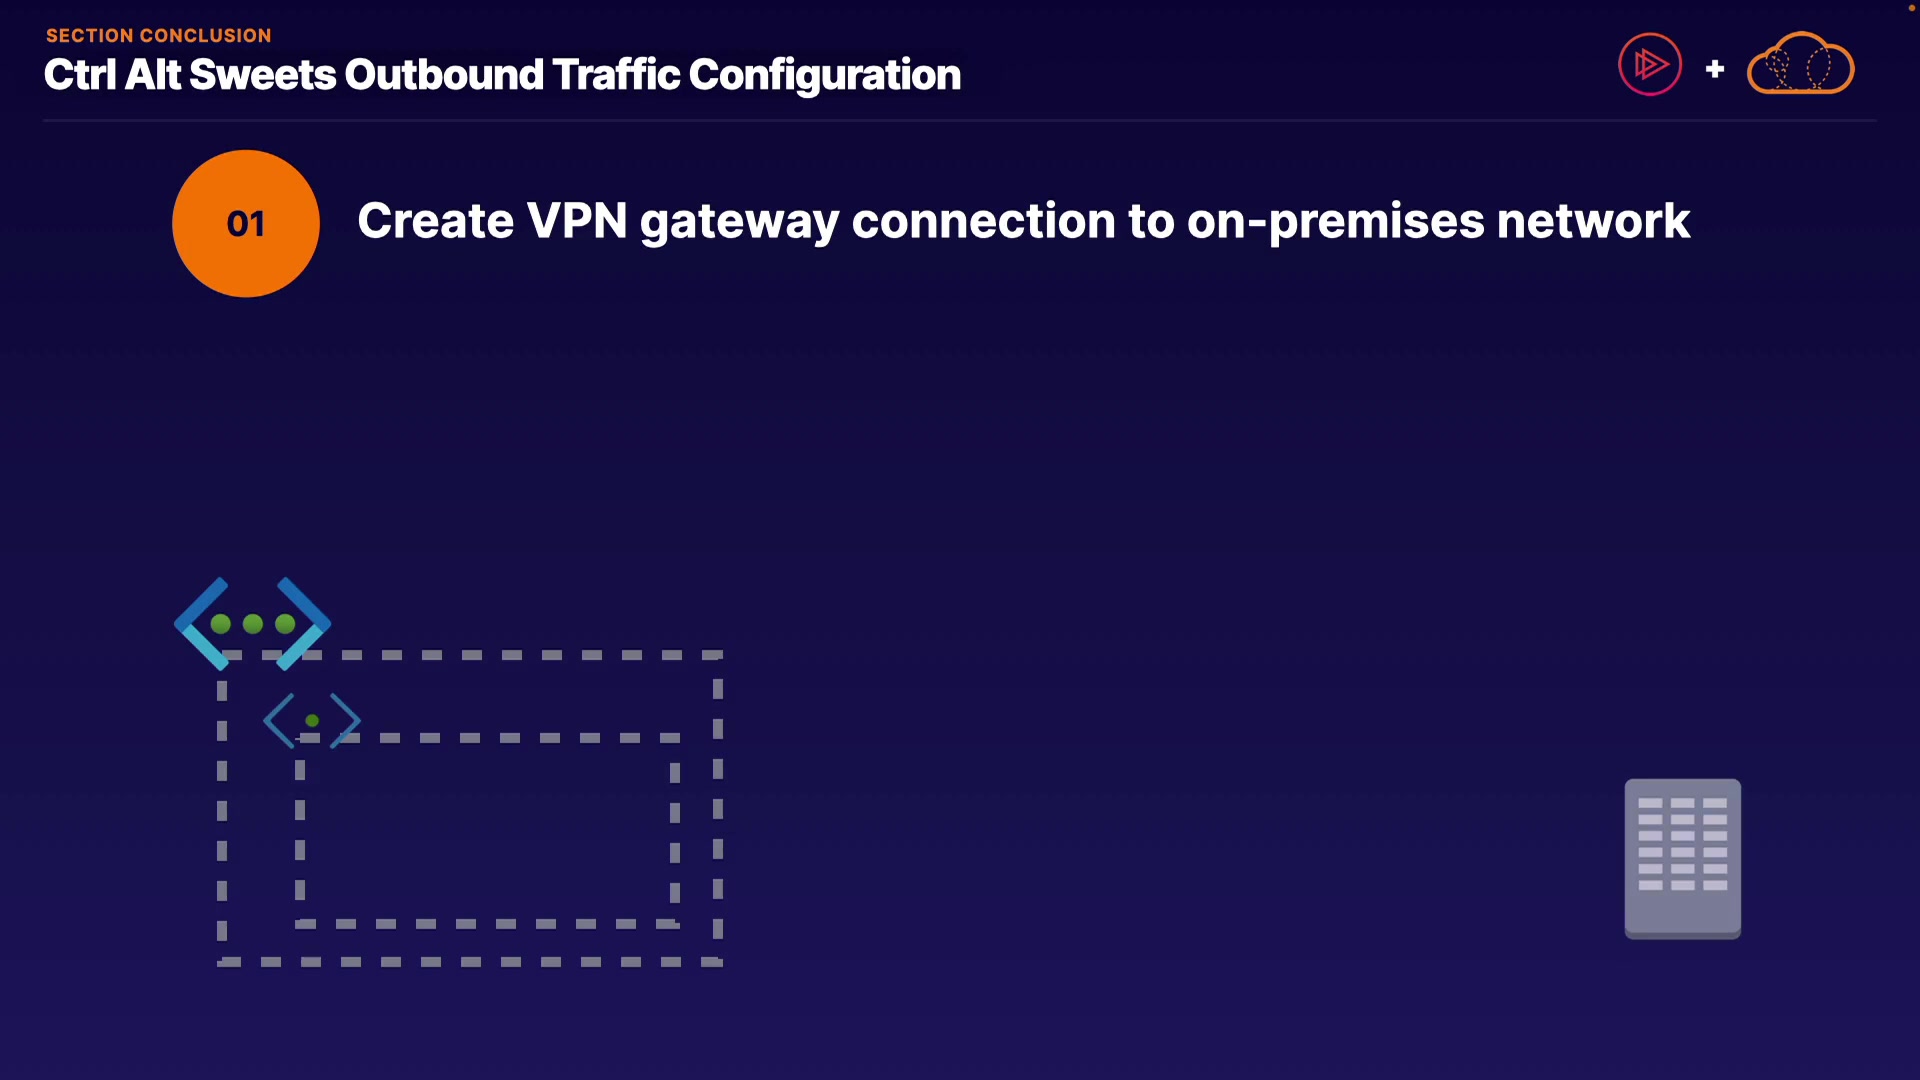 SECTION CONCLUSION
Ctrl Alt Sweets Outbound Traffic Configuration
+
01
Create VPN gateway connection to on-premises network